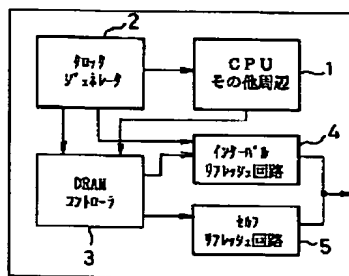 2
クロック
ジェネレータ
CPU
その他周辺
1
4
インターバル
リフレッシュ回路
DRAM
コントローラ
3
セルフ
リフレッシュ回路
5